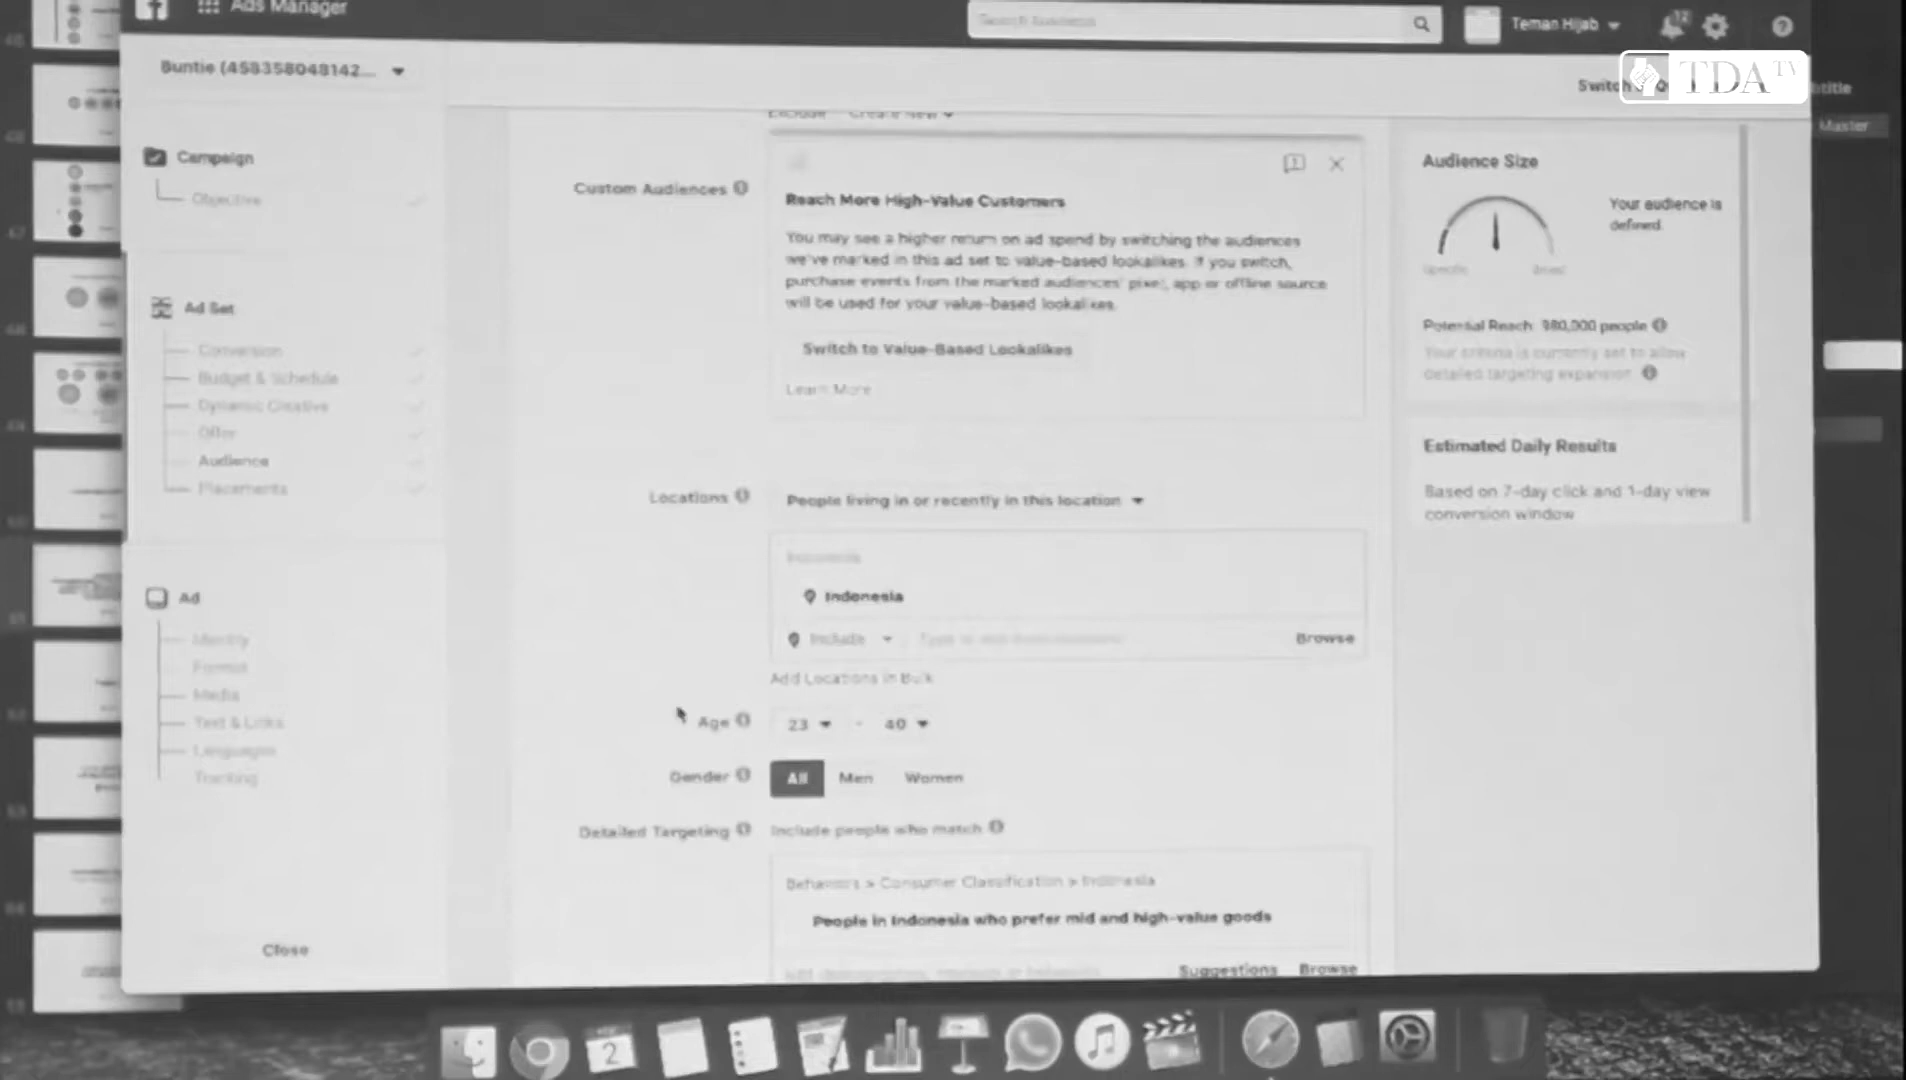 Ads Manager
Search business
Teman Hijab
12
TDA TV
Buntie (458358048142...
Switch
Master
Create New
Campaign
Objective
Custom Audiences
Reach More High-Value Customers
You may see a higher return on ad spend by switching the audiences
we've marked in this ad set to value-based lookalikes. If you switch,
purchase events from the marked audiences' pixel, app or offline source
will be used for your value-based lookalikes.
Switch to Value-Based Lookalikes
Learn More
Audience Size
Your audience is
defined.
Specific
Broad
Potential Reach: 980,000 people
Your criteria is currently set to allow
detailed targeting expansion.
Estimated Daily Results
Based on 7-day click and 1-day view
conversion window
Ad Set
Conversion
Budget & Schedule
Dynamic Creative
Offer
Audience
Placements
Locations
People living in or recently in this location
Indonesia
Indonesia
Include
Browse
Add Locations in Bulk
Ad
Identity
Format
Media
Text & Links
Languages
Tracking
Age
23 - 40
Gender
All
Men
Women
Detailed Targeting
Include people who match
Behaviors > Consumer Classification > Indonesia
People in Indonesia who prefer mid and high-value goods
Suggestions
Browse
Close
2